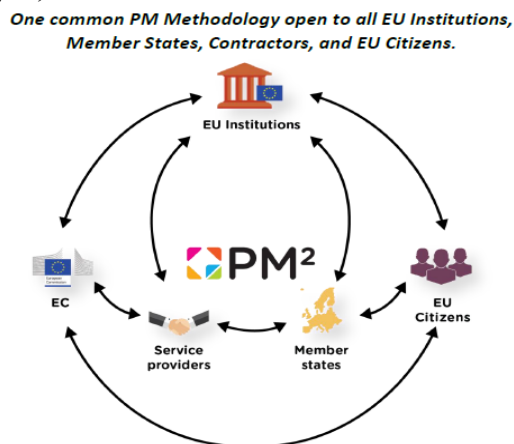 One common PM Methodology open to all EU Institutions,
Member States, Contractors, and EU Citizens.
EU Institutions
PM²
EC
EU
Citizens
Service
providers
Member
states